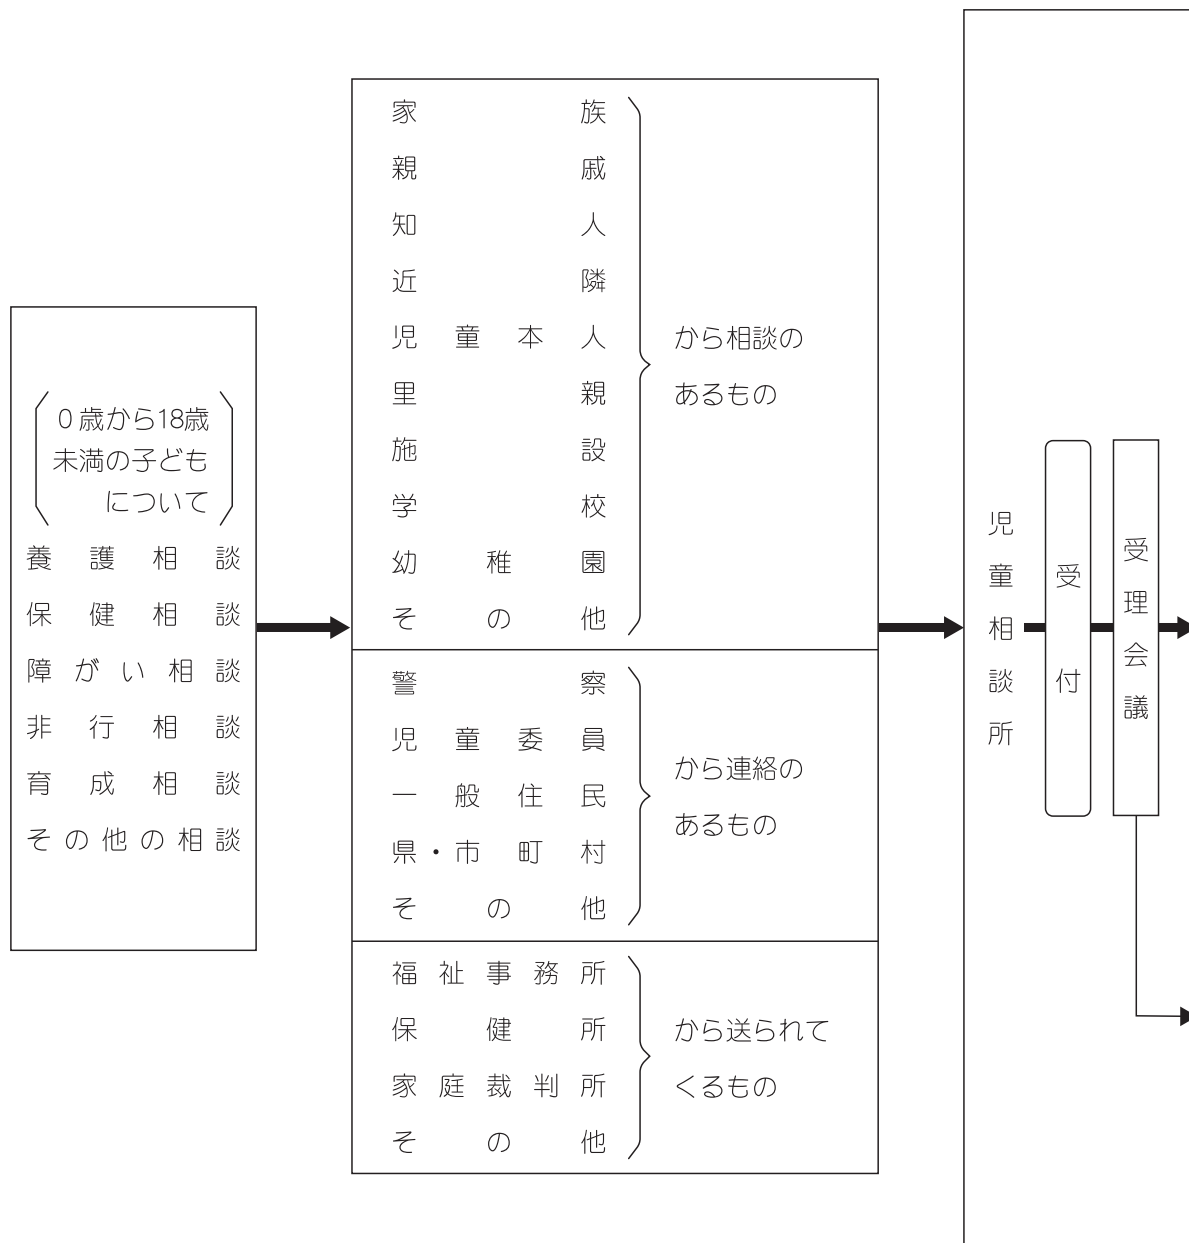 0歳から18歳
未満の子ども
について
養護相談
保健相談
障がい相談
非行相談
育成相談
その他の相談
家族
親戚
知人
近隣
児童本人
里親
施設
学校
幼稚園
その他
から相談の
あるもの
警察
児童委員
一般住民
県・市町村
その他
から連絡の
あるもの
福祉事務所
保健所
家庭裁判所
その他
から送られて
くるもの
児童相談所
受付
受理会議